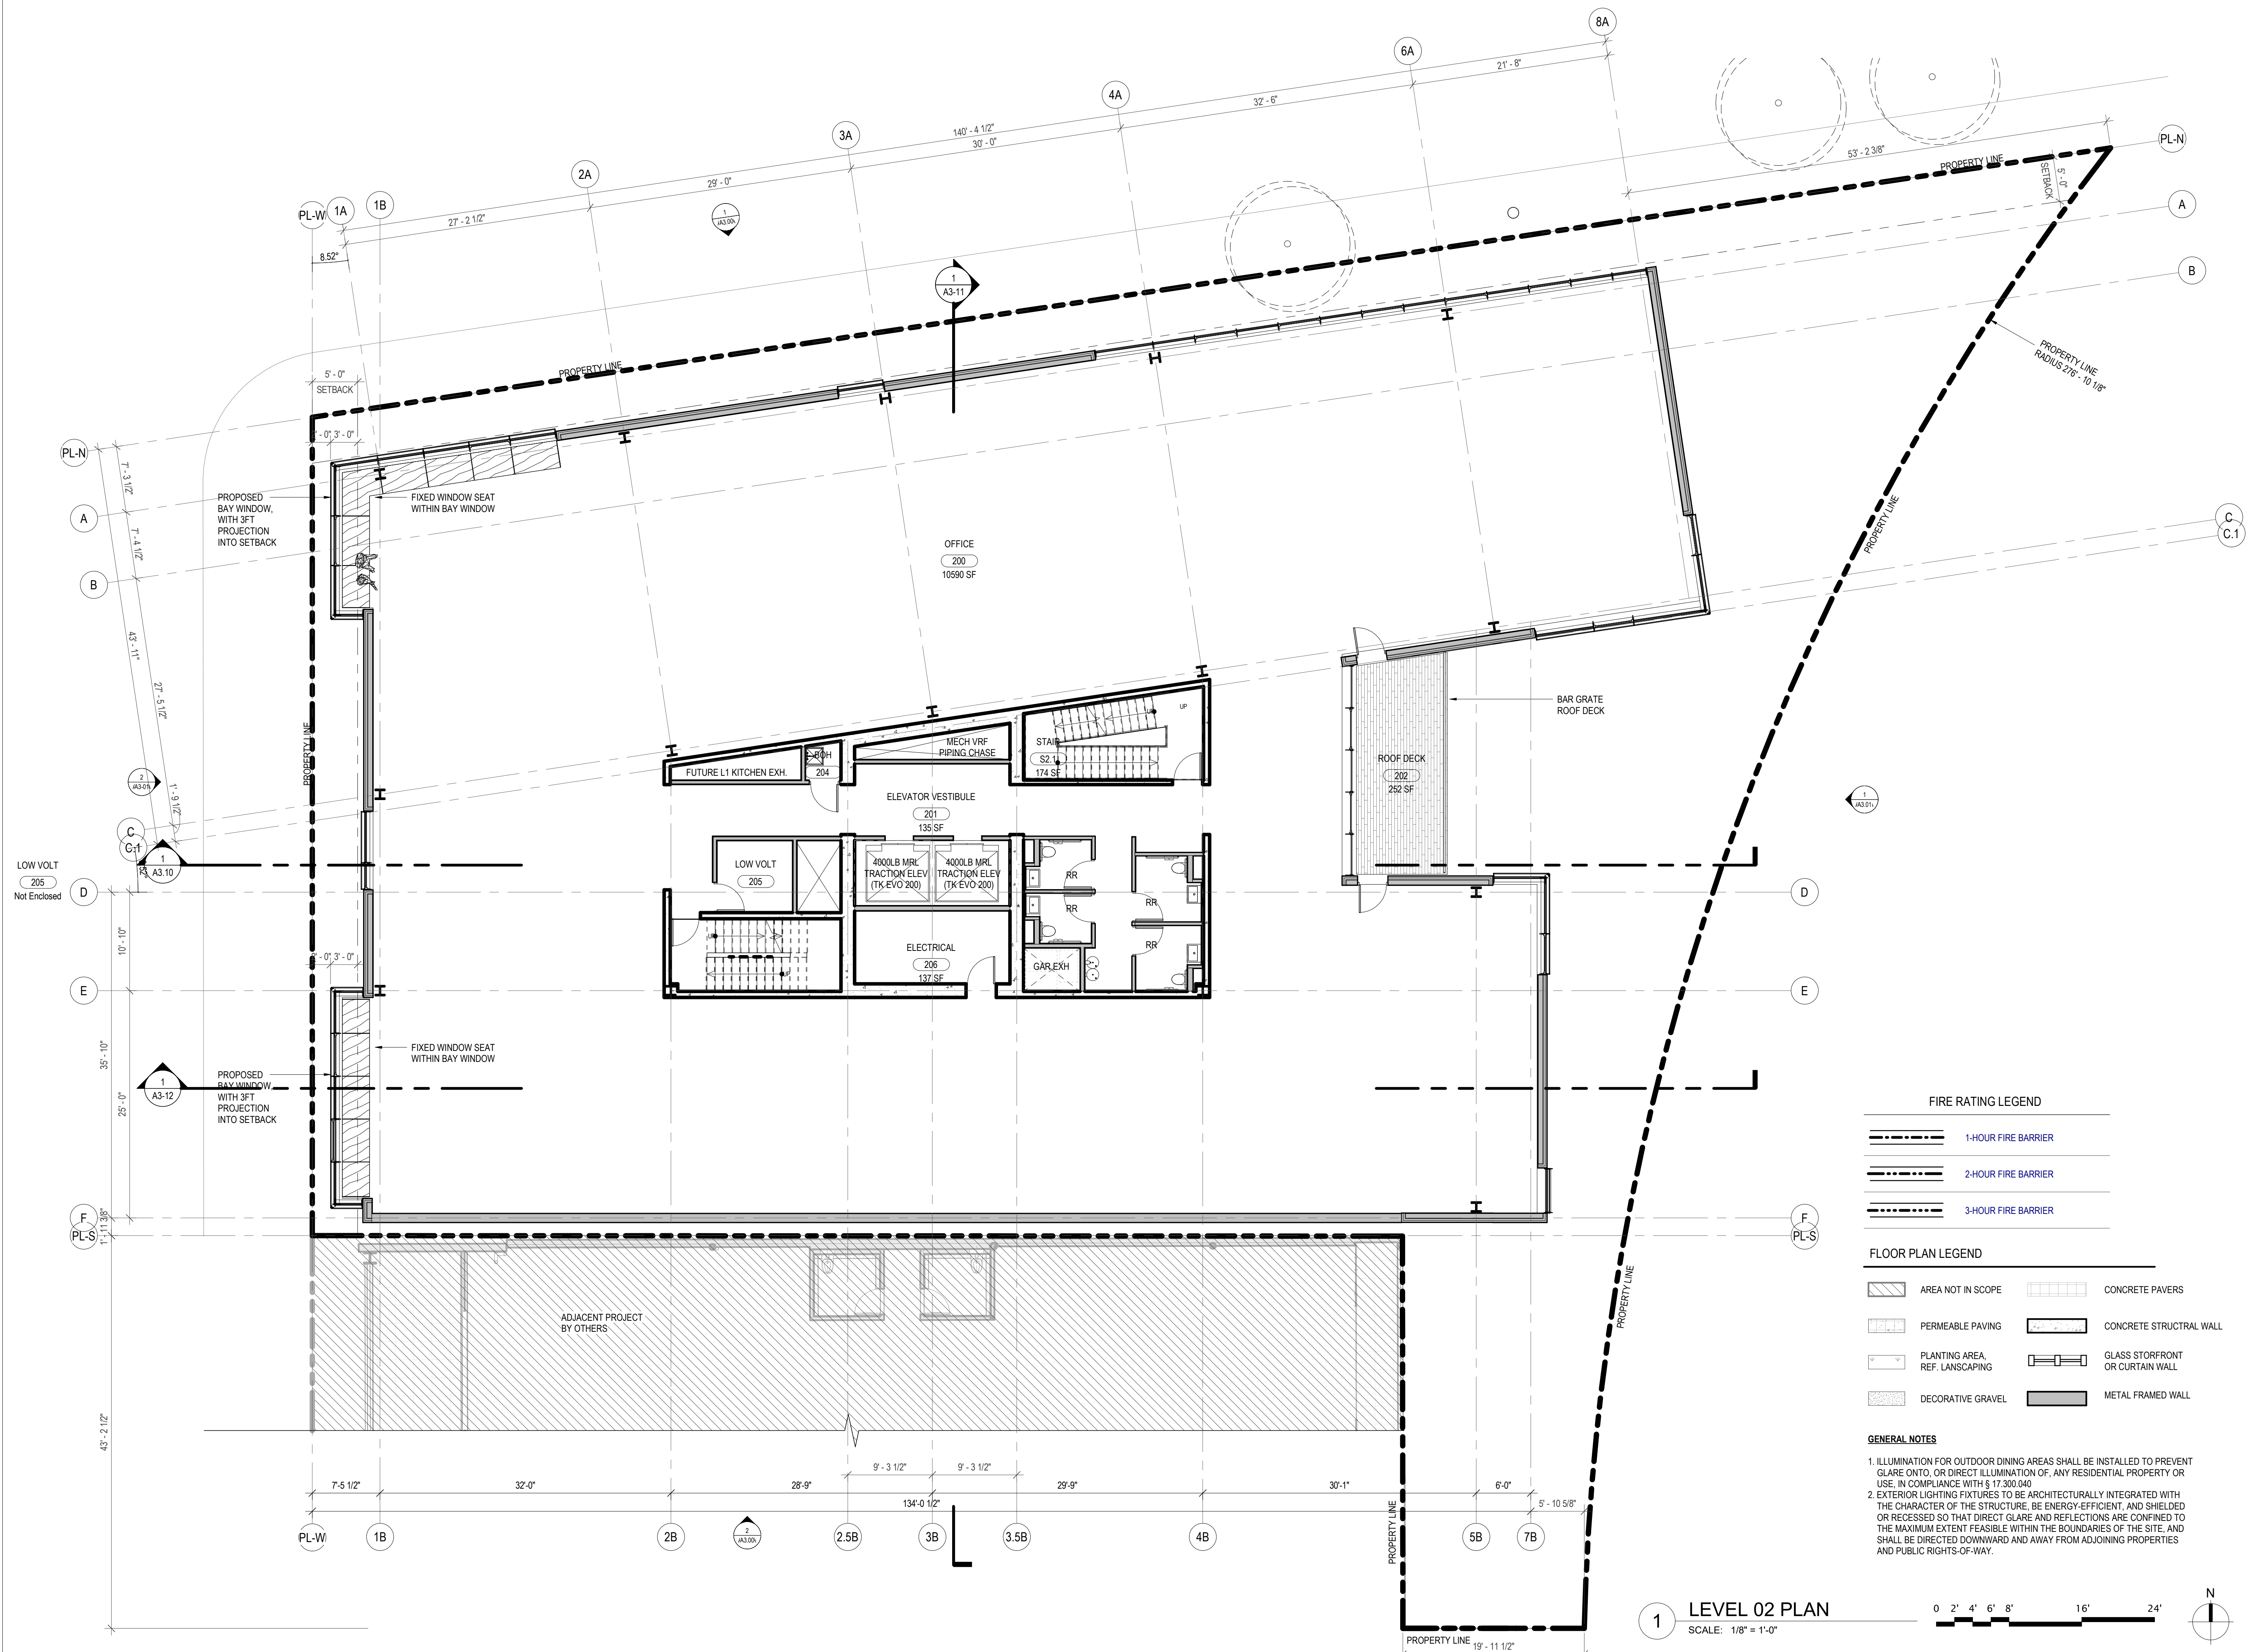 8A
6A
21' - 8"
4A
32' - 6"
3A
140' - 4 1/2"
30' - 0"
2A
29' - 0"
PL-N
53' - 2 3/8"
PROPERTY LINE
5' - 0"
SETBACK
PL-W
1A
1B
27' - 2 1/2"
1
A
8.52°
B
1
A3-11
PROPERTY LINE
RADIUS 276' - 10 1/8"
5' - 0"
SETBACK
PROPERTY LINE
3' - 0"
PL-N
7' - 3 1/2"
A
PROPOSED
BAY WINDOW,
WITH 3FT
PROJECTION
INTO SETBACK
FIXED WINDOW SEAT
WITHIN BAY WINDOW
7' - 4 1/2"
B
OFFICE
200
10590 SF
PROPERTY LINE
C
C.1
43' - 11"
27' - 5 1/2"
PROPERTY LINE
1' - 9 1/2"
BAR GRATE
ROOF DECK
UP
MECH VRF
PIPING CHASE
STAIR
S2.1
174 SF
FUTURE L1 KITCHEN EXH.
BOH
204
ROOF DECK
202
252 SF
2
1
ELEVATOR VESTIBULE
201
135 SF
C
C.1
1
A3.10
LOW VOLT
205
Not Enclosed
LOW VOLT
205
4000LB MRL
TRACTION ELEV
(TK EVO 200)
4000LB MRL
TRACTION ELEV
(TK EVO 200)
RR
RR
RR
RR
D
D
10' - 10"
UP
ELECTRICAL
206
137 SF
GAR.EXH
3' - 0"
E
E
35' - 10"
25' - 0"
FIXED WINDOW SEAT
WITHIN BAY WINDOW
PROPOSED
BAY WINDOW,
WITH 3FT
PROJECTION
INTO SETBACK
1
A3-12
F
PL-S
1' - 11 3/8"
F
PL-S
FIRE RATING LEGEND
1-HOUR FIRE BARRIER
2-HOUR FIRE BARRIER
3-HOUR FIRE BARRIER
FLOOR PLAN LEGEND
AREA NOT IN SCOPE
CONCRETE PAVERS
PERMEABLE PAVING
CONCRETE STRUCTRAL WALL
PLANTING AREA,
REF. LANSCAPING
GLASS STORFRONT
OR CURTAIN WALL
DECORATIVE GRAVEL
METAL FRAMED WALL
ADJACENT PROJECT
BY OTHERS
PROPERTY LINE
43' - 2 1/2"
GENERAL NOTES
1. ILLUMINATION FOR OUTDOOR DINING AREAS SHALL BE INSTALLED TO PREVENT
GLARE ONTO, OR DIRECT ILLUMINATION OF, ANY RESIDENTIAL PROPERTY OR
USE, IN COMPLIANCE WITH § 17.300.040
2. EXTERIOR LIGHTING FIXTURES TO BE ARCHITECTURALLY INTEGRATED WITH
THE CHARACTER OF THE STRUCTURE, BE ENERGY-EFFICIENT, AND SHIELDED
OR RECESSED SO THAT DIRECT GLARE AND REFLECTIONS ARE CONFINED TO
THE MAXIMUM EXTENT FEASIBLE WITHIN THE BOUNDARIES OF THE SITE, AND
SHALL BE DIRECTED DOWNWARD AND AWAY FROM ADJOINING PROPERTIES
AND PUBLIC RIGHTS-OF-WAY.
9' - 3 1/2"
9' - 3 1/2"
7'-5 1/2"
32'-0"
28'-9"
29'-9"
30'-1"
6'-0"
134'-0 1/2"
5' - 10 5/8"
PL-W
1B
2B
2
2.5B
3B
3.5B
4B
5B
7B
PROPERTY LINE
PROPERTY LINE
19' - 11 1/2"
1
LEVEL 02 PLAN
SCALE: 1/8" = 1'-0"
0 2' 4' 6' 8' 16' 24'
N